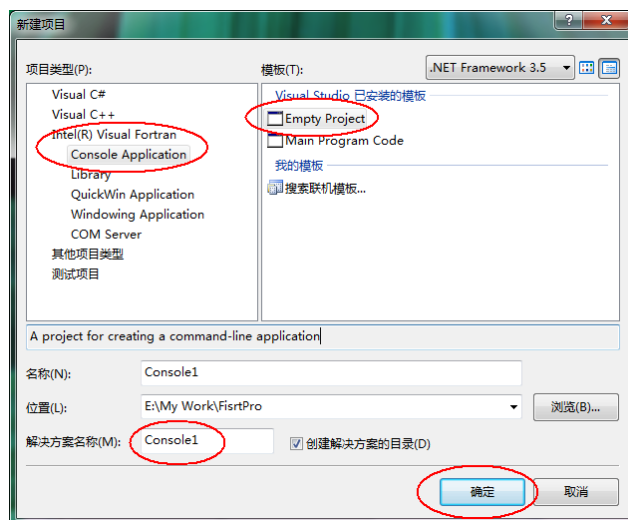 新建项目
项目类型(P):
模板(T):
.NET Framework 3.5
Visual C#
Visual C++
Intel(R) Visual Fortran
Console Application
Library
QuickWin Application
Windowing Application
COM Server
其他项目类型
测试项目
Visual Studio 已安装的模板
Empty Project
Main Program Code
我的模板
搜索联机模板...
A project for creating a command-line application
名称(N):
Console1
位置(L):
E:\My Work\FisrtPro
浏览(B)...
解决方案名称(M):
Console1
创建解决方案的目录(D)
确定
取消